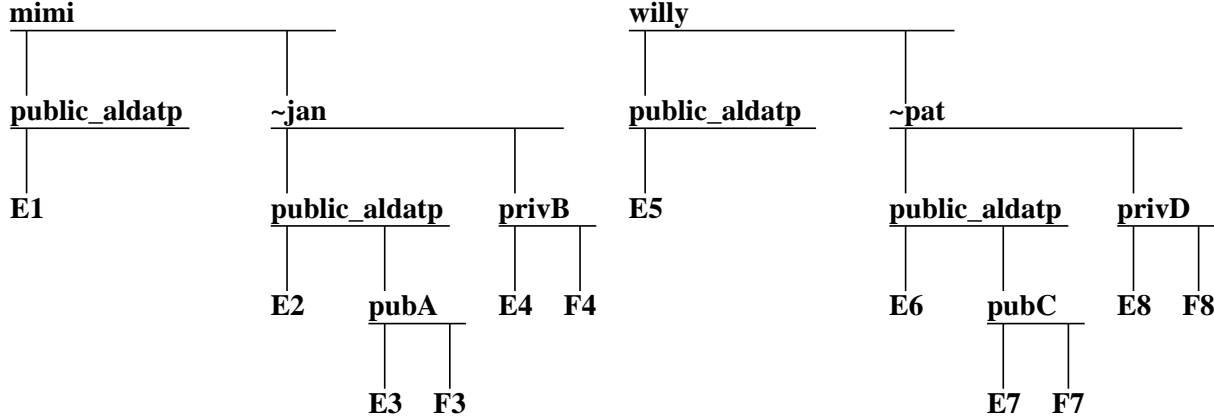 mimi willy
public_aldatp ~jan public_aldatp ~pat
E1 public_aldatp privB E5 public_aldatp privD
E2 pubA E4 F4 E6 pubC E8 F8
E3 F3 E7 F7